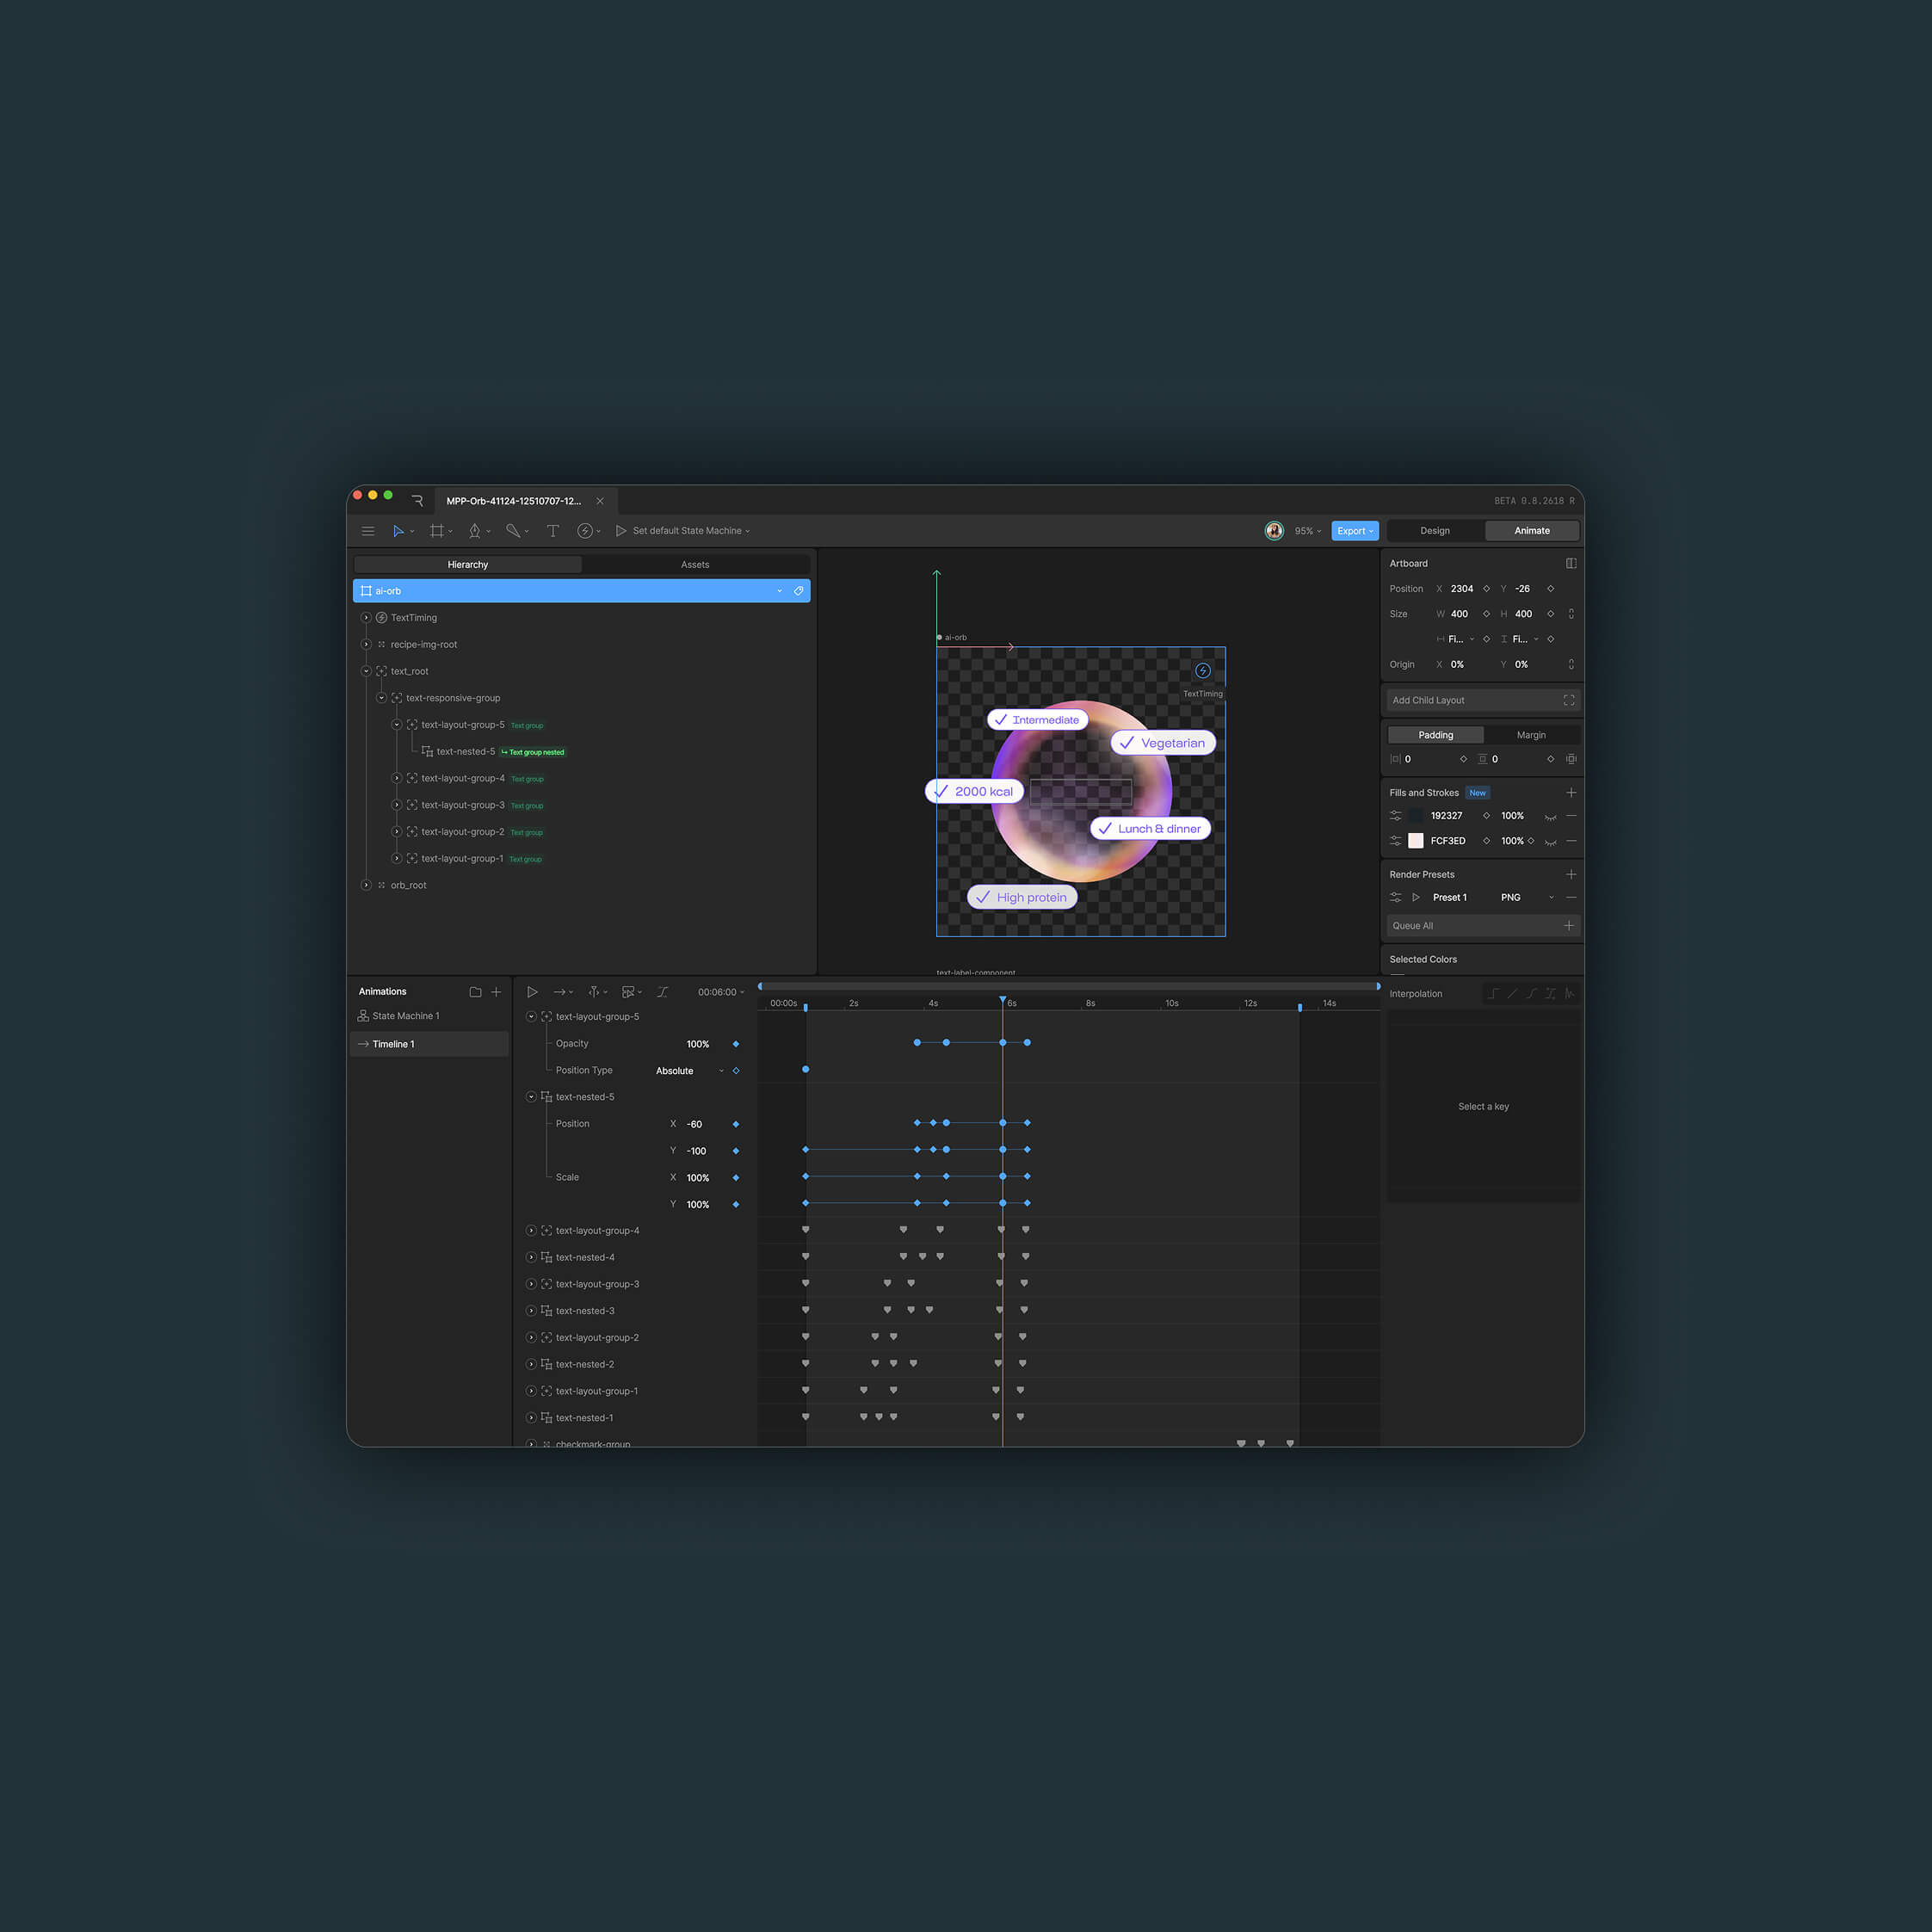 MPP-Orb-41124-12510707-12...
BETA 0.8.2618 R
Set default State Machine
95%
Export
Design
Animate
Hierarchy
Assets
ai-orb
TextTiming
recipe-img-root
text_root
text-responsive-group
text-layout-group-5 Text group
text-nested-5 Text group nested
text-layout-group-4 Text group
text-layout-group-3 Text group
text-layout-group-2 Text group
text-layout-group-1 Text group
orb_root
ai-orb
TextTiming
Intermediate
Vegetarian
2000 kcal
Lunch & dinner
High protein
text-label-component
Artboard
Position X 2304 Y -26
Size W 400 H 400
Fi... Fi...
Origin X 0% Y 0%
Add Child Layout
Padding Margin
0 0
Fills and Strokes New
192327 100%
FCF3ED 100%
Render Presets
Preset 1 PNG
Queue All
Selected Colors
Animations
State Machine 1
Timeline 1
00:06:00
00:00s 2s 4s 6s 8s 10s 12s 14s
text-layout-group-5
Opacity 100%
Position Type Absolute
text-nested-5
Position X -60
Y -100
Scale X 100%
Y 100%
text-layout-group-4
text-nested-4
text-layout-group-3
text-nested-3
text-layout-group-2
text-nested-2
text-layout-group-1
text-nested-1
checkmark-group
Interpolation
Select a key